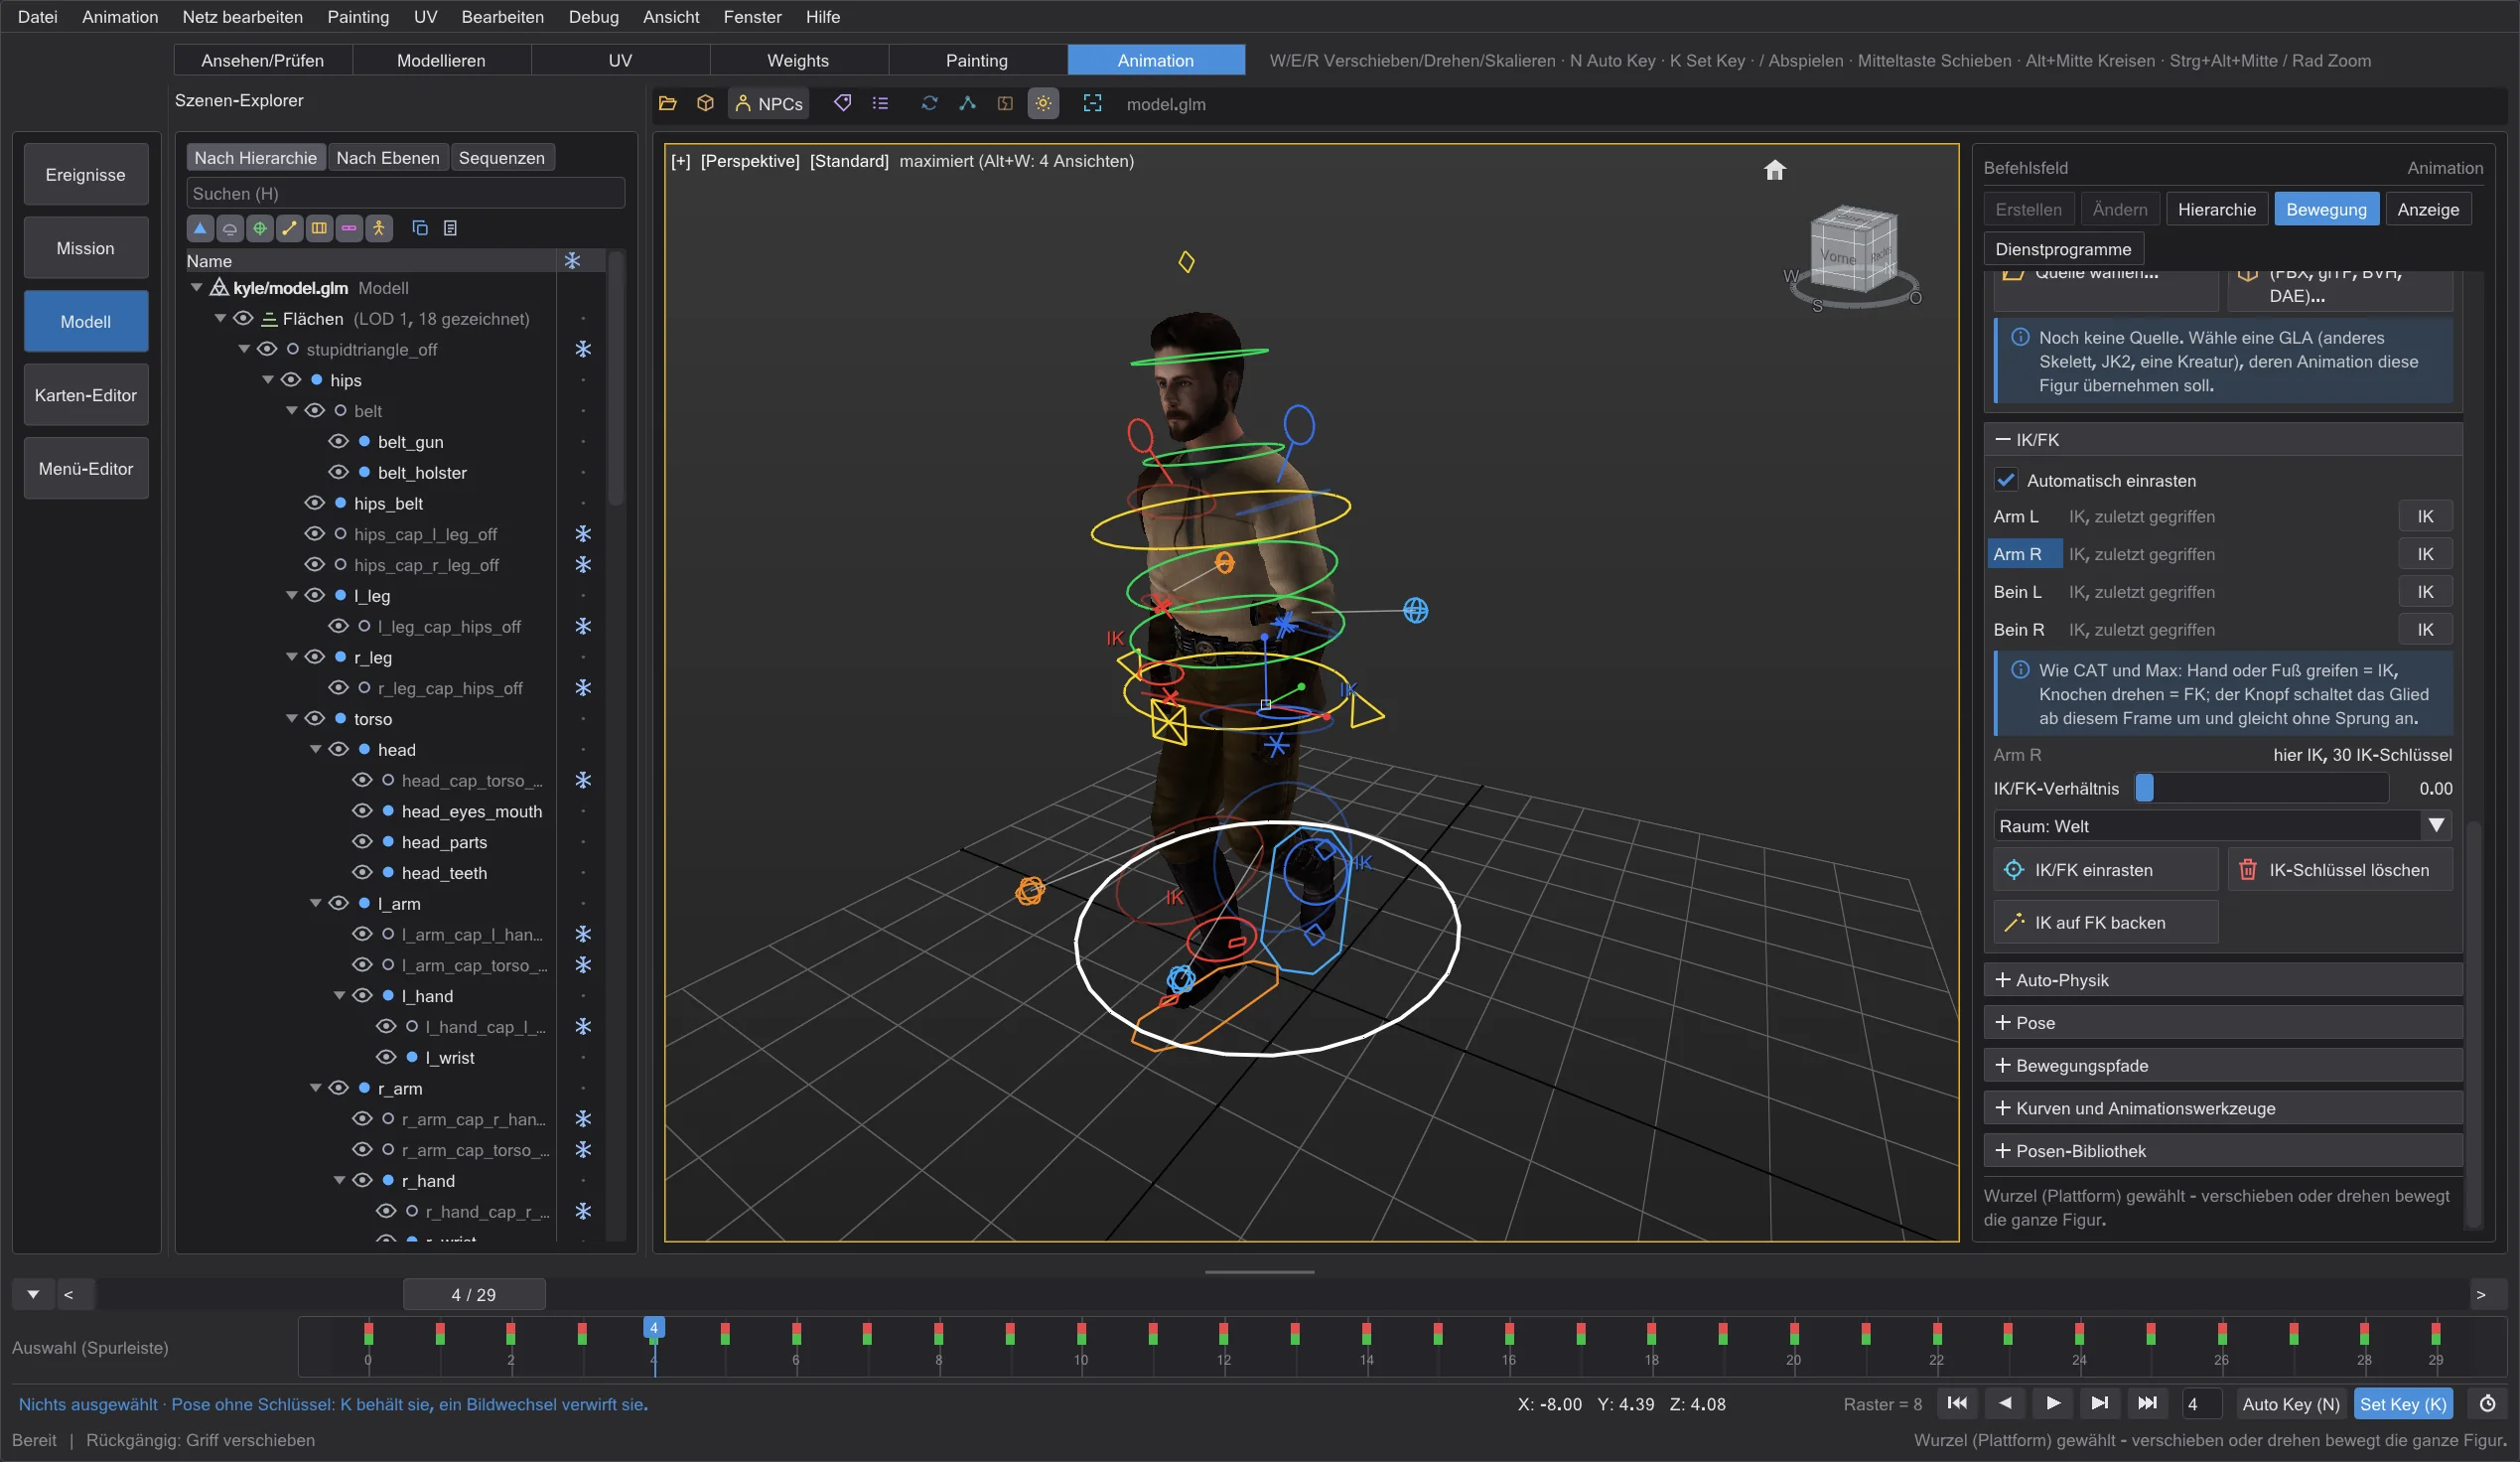 Datei Animation Netz bearbeiten Painting UV Bearbeiten Debug Ansicht Fenster Hilfe
Ansehen/Prüfen Modellieren UV Weights Painting Animation W/E/R Verschieben/Drehen/Skalieren · N Auto Key · K Set Key · / Abspielen · Mitteltaste Schieben · Alt+Mitte Kreisen · Strg+Alt+Mitte / Rad Zoom
Szenen-Explorer
NPCs model.glm
Ereignisse
Mission
Modell
Karten-Editor
Menü-Editor
Nach Hierarchie Nach Ebenen Sequenzen
Suchen (H)
Name
kyle/model.glm Modell
Flächen (LOD 1, 18 gezeichnet)
stupidtriangle_off
hips
belt
belt_gun
belt_holster
hips_belt
hips_cap_l_leg_off
hips_cap_r_leg_off
l_leg
l_leg_cap_hips_off
r_leg
r_leg_cap_hips_off
torso
head
head_cap_torso_...
head_eyes_mouth
head_parts
head_teeth
l_arm
l_arm_cap_l_han...
l_arm_cap_torso_...
l_hand
l_hand_cap_l_...
l_wrist
r_arm
r_arm_cap_r_han...
r_arm_cap_torso_...
r_hand
r_hand_cap_r_...
r_wrist
[+] [Perspektive] [Standard] maximiert (Alt+W: 4 Ansichten)
Vorne
W
S
O
IK
IK
IK
IK
Befehlsfeld Animation
Erstellen Ändern Hierarchie Bewegung Anzeige
Dienstprogramme
Quelle wählen... (FBX, glTF, BVH,
DAE)...
Noch keine Quelle. Wähle eine GLA (anderes
Skelett, JK2, eine Kreatur), deren Animation diese
Figur übernehmen soll.
IK/FK
Automatisch einrasten
Arm L IK, zuletzt gegriffen IK
Arm R IK, zuletzt gegriffen IK
Bein L IK, zuletzt gegriffen IK
Bein R IK, zuletzt gegriffen IK
Wie CAT und Max: Hand oder Fuß greifen = IK,
Knochen drehen = FK; der Knopf schaltet das Glied
ab diesem Frame um und gleicht ohne Sprung an.
Arm R hier IK, 30 IK-Schlüssel
IK/FK-Verhältnis 0.00
Raum: Welt
IK/FK einrasten IK-Schlüssel löschen
IK auf FK backen
Auto-Physik
Pose
Bewegungspfade
Kurven und Animationswerkzeuge
Posen-Bibliothek
Wurzel (Plattform) gewählt - verschieben oder drehen bewegt
die ganze Figur.
< 4 / 29 >
Auswahl (Spurleiste) 4
0 2 4 6 8 10 12 14 16 18 20 22 24 26 28 29
Nichts ausgewählt · Pose ohne Schlüssel: K behält sie, ein Bildwechsel verwirft sie. X: -8.00 Y: 4.39 Z: 4.08 Raster = 8 4 Auto Key (N) Set Key (K)
Bereit | Rückgängig: Griff verschieben Wurzel (Plattform) gewählt - verschieben oder drehen bewegt die ganze Figur.